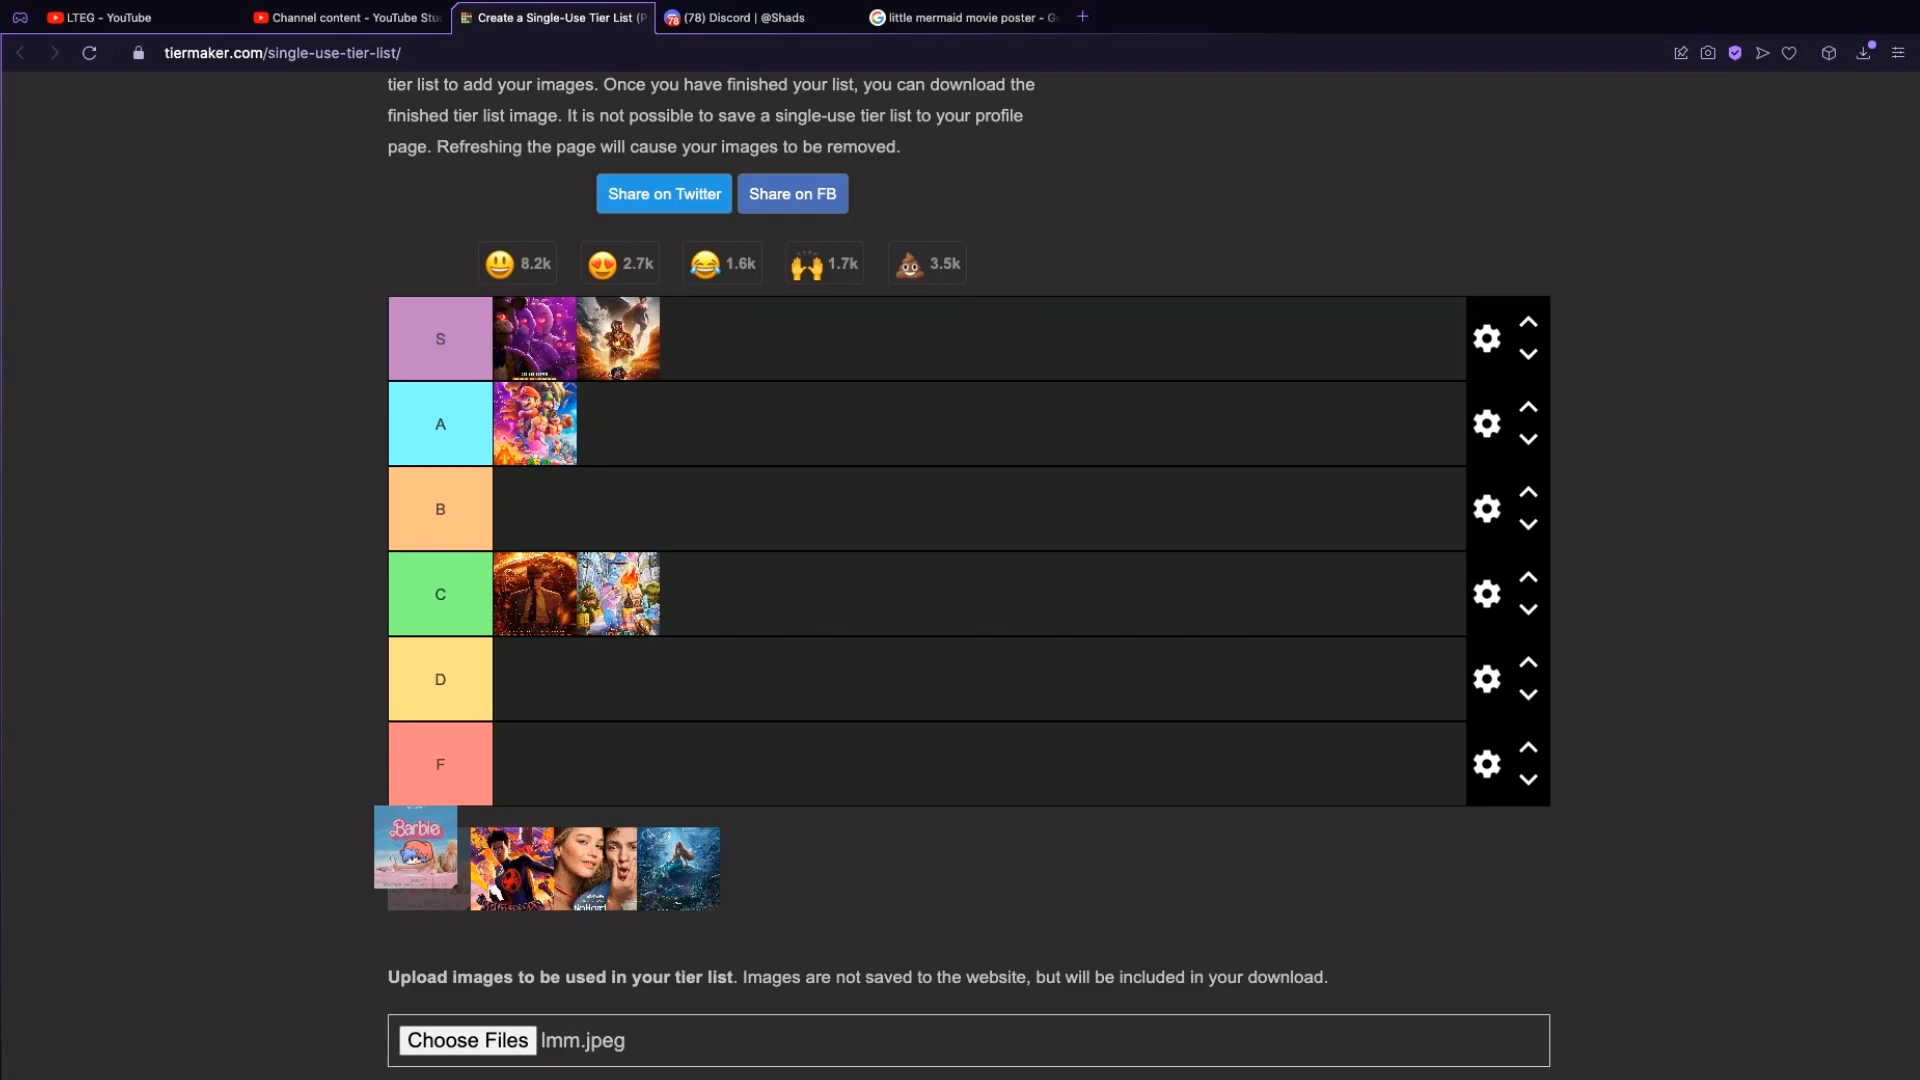 LTEG - YouTube
Channel content - YouTube Stu
Create a Single-Use Tier List (P
(78) Discord | @Shads
little mermaid movie poster - G
tiermaker.com/single-use-tier-list/
tier list to add your images. Once you have finished your list, you can download the
finished tier list image. It is not possible to save a single-use tier list to your profile
page. Refreshing the page will cause your images to be removed.
Share on Twitter
Share on FB
8.2k
2.7k
1.6k
1.7k
3.5k
S
A
B
C
D
F
Barbie
Upload images to be used in your tier list. Images are not saved to the website, but will be included in your download.
Choose Files lmm.jpeg